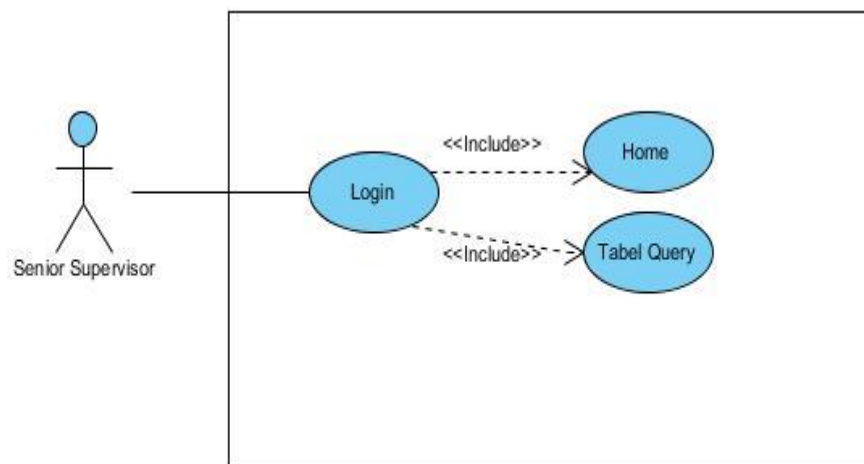 <<Include>>
Home
Login
<<Include>>
Tabel Query
Senior Supervisor